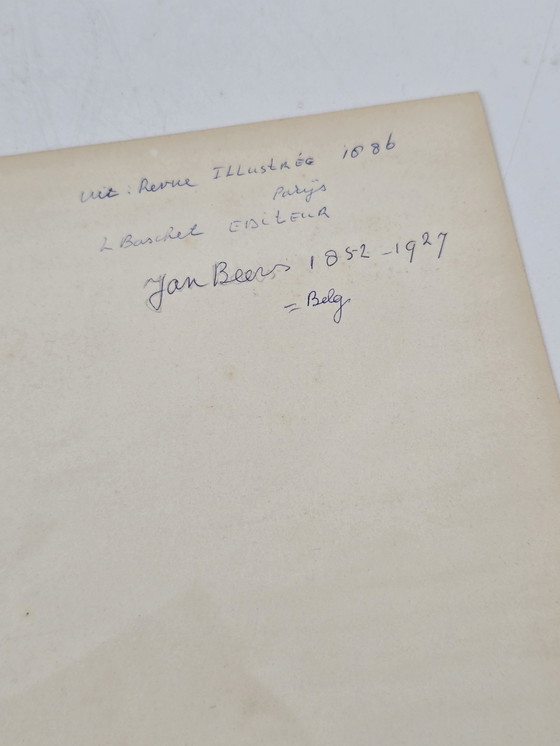 uit: Revue ILLUSTRÉE 1886
Parijs
L Baschet EDITEUR
Jan Beers 1852-1927
= Belg